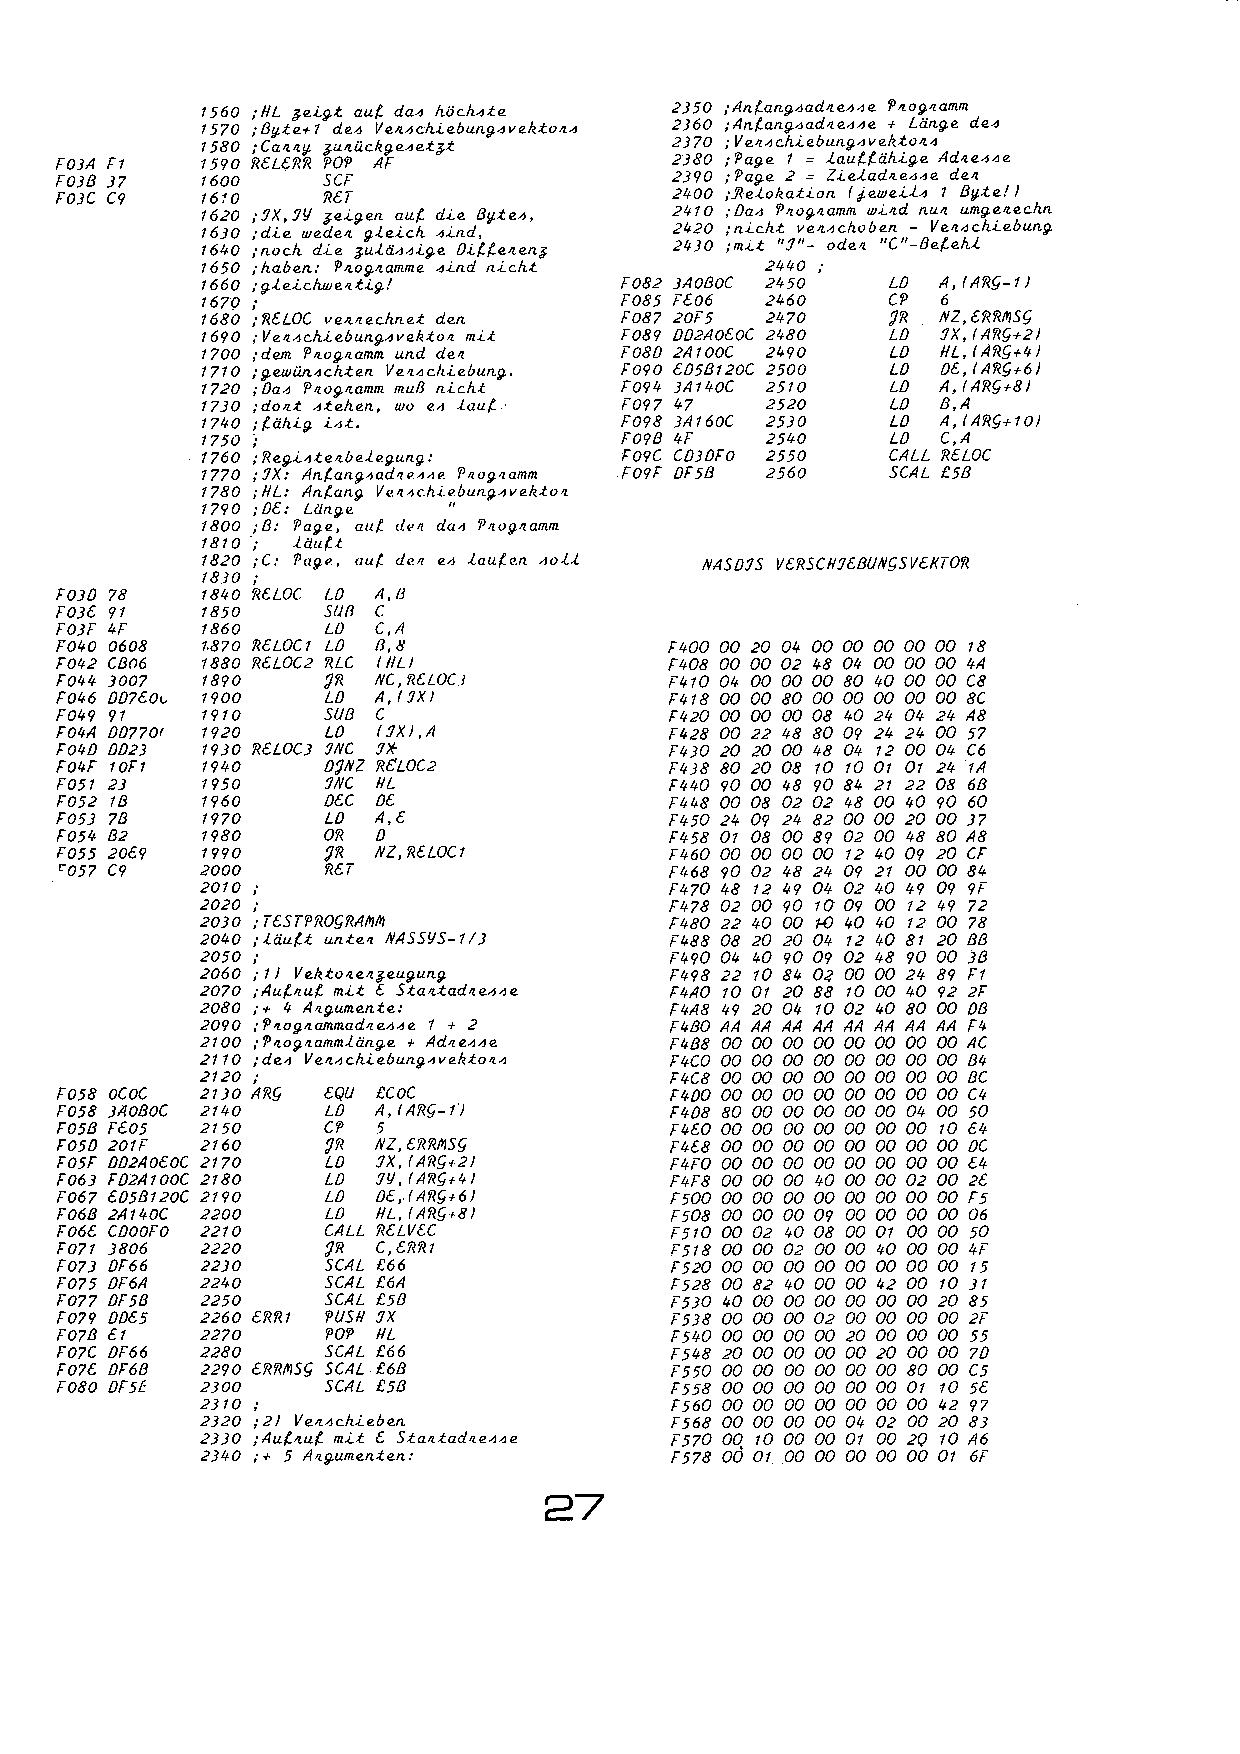 1560 ;HL zeigt auf das höchste
1570 ;Byte+1 des Verschiebungsvektors
1580 ;Carry zurückgesetzt
F03A F1 1590 RELERR POP AF
F03B 37 1600 SCF
F03C C9 1610 RET
1620 ;IX,IY zeigen auf die Bytes,
1630 ;die weder gleich sind,
1640 ;noch die zulässige Differenz
1650 ;haben: Programme sind nicht
1660 ;gleichwertig!
1670 ;
1680 ;RELOC verrechnet den
1690 ;Verschiebungsvektor mit
1700 ;dem Programm und der
1710 ;gewünschten Verschiebung.
1720 ;Das Programm muß nicht
1730 ;dort stehen, wo es lauf-
1740 ;fähig ist.
1750 ;
1760 ;Registerbelegung:
1770 ;IX: Anfangsadresse Programm
1780 ;HL: Anfang Verschiebungsvektor
1790 ;DE: Länge "
1800 ;B: Page, auf der das Programm
1810 ; läuft
1820 ;C: Page, auf der es laufen soll
1830 ;
F03D 78 1840 RELOC LD A,B
F03E 91 1850 SUB C
F03F 4F 1860 LD C,A
F040 0608 1870 RELOC1 LD B,8
F042 CB06 1880 RELOC2 RLC (HL)
F044 3007 1890 JR NC,RELOC3
F046 DD7E00 1900 LD A,(IX)
F049 91 1910 SUB C
F04A DD770 1920 LD (IX),A
F04D DD23 1930 RELOC3 INC IX
F04F 10F1 1940 DJNZ RELOC2
F051 23 1950 INC HL
F052 1B 1960 DEC DE
F053 7B 1970 LD A,E
F054 B2 1980 OR D
F055 20E9 1990 JR NZ,RELOC1
F057 C9 2000 RET
2010 ;
2020 ;
2030 ;TESTPROGRAMM
2040 ;läuft unter NASSYS-1/3
2050 ;
2060 ;1) Vektorerzeugung
2070 ;Aufruf mit E Startadresse
2080 ;+ 4 Argumente:
2090 ;Programmadresse 1 + 2
2100 ;Programmlänge + Adresse
2110 ;des Verschiebungsvektors
2120 ;
F058 0C0C 2130 ARG EQU £C0C
F058 3A0B0C 2140 LD A,(ARG-1)
F05B FE05 2150 CP 5
F05D 201F 2160 JR NZ,ERRMSG
F05F DD2A0E0C 2170 LD IX,(ARG+2)
F063 FD2A100C 2180 LD IY,(ARG+4)
F067 ED5B120C 2190 LD DE,(ARG+6)
F06B 2A140C 2200 LD HL,(ARG+8)
F06E CD00F0 2210 CALL RELVEC
F071 3806 2220 JR C,ERR1
F073 DF66 2230 SCAL £66
F075 DF6A 2240 SCAL £6A
F077 DF5B 2250 SCAL £5B
F079 DDE5 2260 ERR1 PUSH IX
F07B E1 2270 POP HL
F07C DF66 2280 SCAL £66
F07E DF6B 2290 ERRMSG SCAL £6B
F080 DF5B 2300 SCAL £5B
2310 ;
2320 ;2) Verschieben
2330 ;Aufruf mit E Startadresse
2340 ;+ 5 Argumenten:
2350 ;Anfangsadresse Programm
2360 ;Anfangsadresse + Länge des
2370 ;Verschiebungsvektors
2380 ;Page 1 = lauffähige Adresse
2390 ;Page 2 = Zieladresse der
2400 ;Relokation (jeweils 1 Byte!)
2410 ;Das Programm wird nur umgerechn
2420 ;nicht verschoben - Verschiebung
2430 ;mit "I"- oder "C"-Befehl
2440 ;
F082 3A0B0C 2450 LD A,(ARG-1)
F085 FE06 2460 CP 6
F087 20F5 2470 JR NZ,ERRMSG
F089 DD2A0E0C 2480 LD IX,(ARG+2)
F08D 2A100C 2490 LD HL,(ARG+4)
F090 ED5B120C 2500 LD DE,(ARG+6)
F094 3A140C 2510 LD A,(ARG+8)
F097 47 2520 LD B,A
F098 3A160C 2530 LD A,(ARG+10)
F09B 4F 2540 LD C,A
F09C CD3DF0 2550 CALL RELOC
F09F DF5B 2560 SCAL £5B
NASDIS VERSCHIEBUNGSVEKTOR
F400 00 20 04 00 00 00 00 00 18
F408 00 00 02 48 04 00 00 00 4A
F410 04 00 00 00 80 40 00 00 C8
F418 00 00 80 00 00 00 00 00 8C
F420 00 00 00 08 40 24 04 24 A8
F428 00 22 48 80 09 24 24 00 57
F430 20 20 00 48 04 12 00 04 C6
F438 80 20 08 10 10 01 01 24 1A
F440 90 00 48 90 84 21 22 08 6B
F448 00 08 02 02 48 00 40 90 60
F450 24 09 24 82 00 00 20 00 37
F458 01 08 00 89 02 00 48 80 A8
F460 00 00 00 00 12 40 09 20 CF
F468 90 02 48 24 09 21 00 00 84
F470 48 12 49 04 02 40 49 09 9F
F478 02 00 90 10 09 00 12 49 72
F480 22 40 00 10 40 40 12 00 78
F488 08 20 20 04 12 40 81 20 BB
F490 04 40 90 09 02 48 90 00 3B
F498 22 10 84 02 00 00 24 89 F1
F4A0 10 01 20 88 10 00 40 92 2F
F4A8 49 20 04 10 02 40 80 00 DB
F4B0 AA AA AA AA AA AA AA AA F4
F4B8 00 00 00 00 00 00 00 00 AC
F4C0 00 00 00 00 00 00 00 00 B4
F4C8 00 00 00 00 00 00 00 00 BC
F4D0 00 00 00 00 00 00 00 00 C4
F4D8 80 00 00 00 00 00 00 04 50
F4E0 00 00 00 00 00 00 00 10 E4
F4E8 00 00 00 00 00 00 00 00 DC
F4F0 00 00 00 00 00 00 00 00 E4
F4F8 00 00 00 40 00 00 02 00 2E
F500 00 00 00 00 00 00 00 00 F5
F508 00 00 00 09 00 00 00 00 06
F510 00 02 40 08 00 01 00 00 50
F518 00 00 02 00 00 40 00 00 4F
F520 00 00 00 00 00 00 00 00 15
F528 00 82 40 00 00 42 00 10 31
F530 40 00 00 00 00 00 00 20 85
F538 00 00 00 02 00 00 00 00 2F
F540 00 00 00 00 20 00 00 00 55
F548 20 00 00 00 00 20 00 00 7D
F550 00 00 00 00 00 00 80 00 C5
F558 00 00 00 00 00 00 01 10 5E
F560 00 00 00 00 00 00 00 42 97
F568 00 00 00 00 04 02 00 20 83
F570 00 10 00 00 01 00 20 10 A6
F578 00 01 00 00 00 00 00 01 6F
27